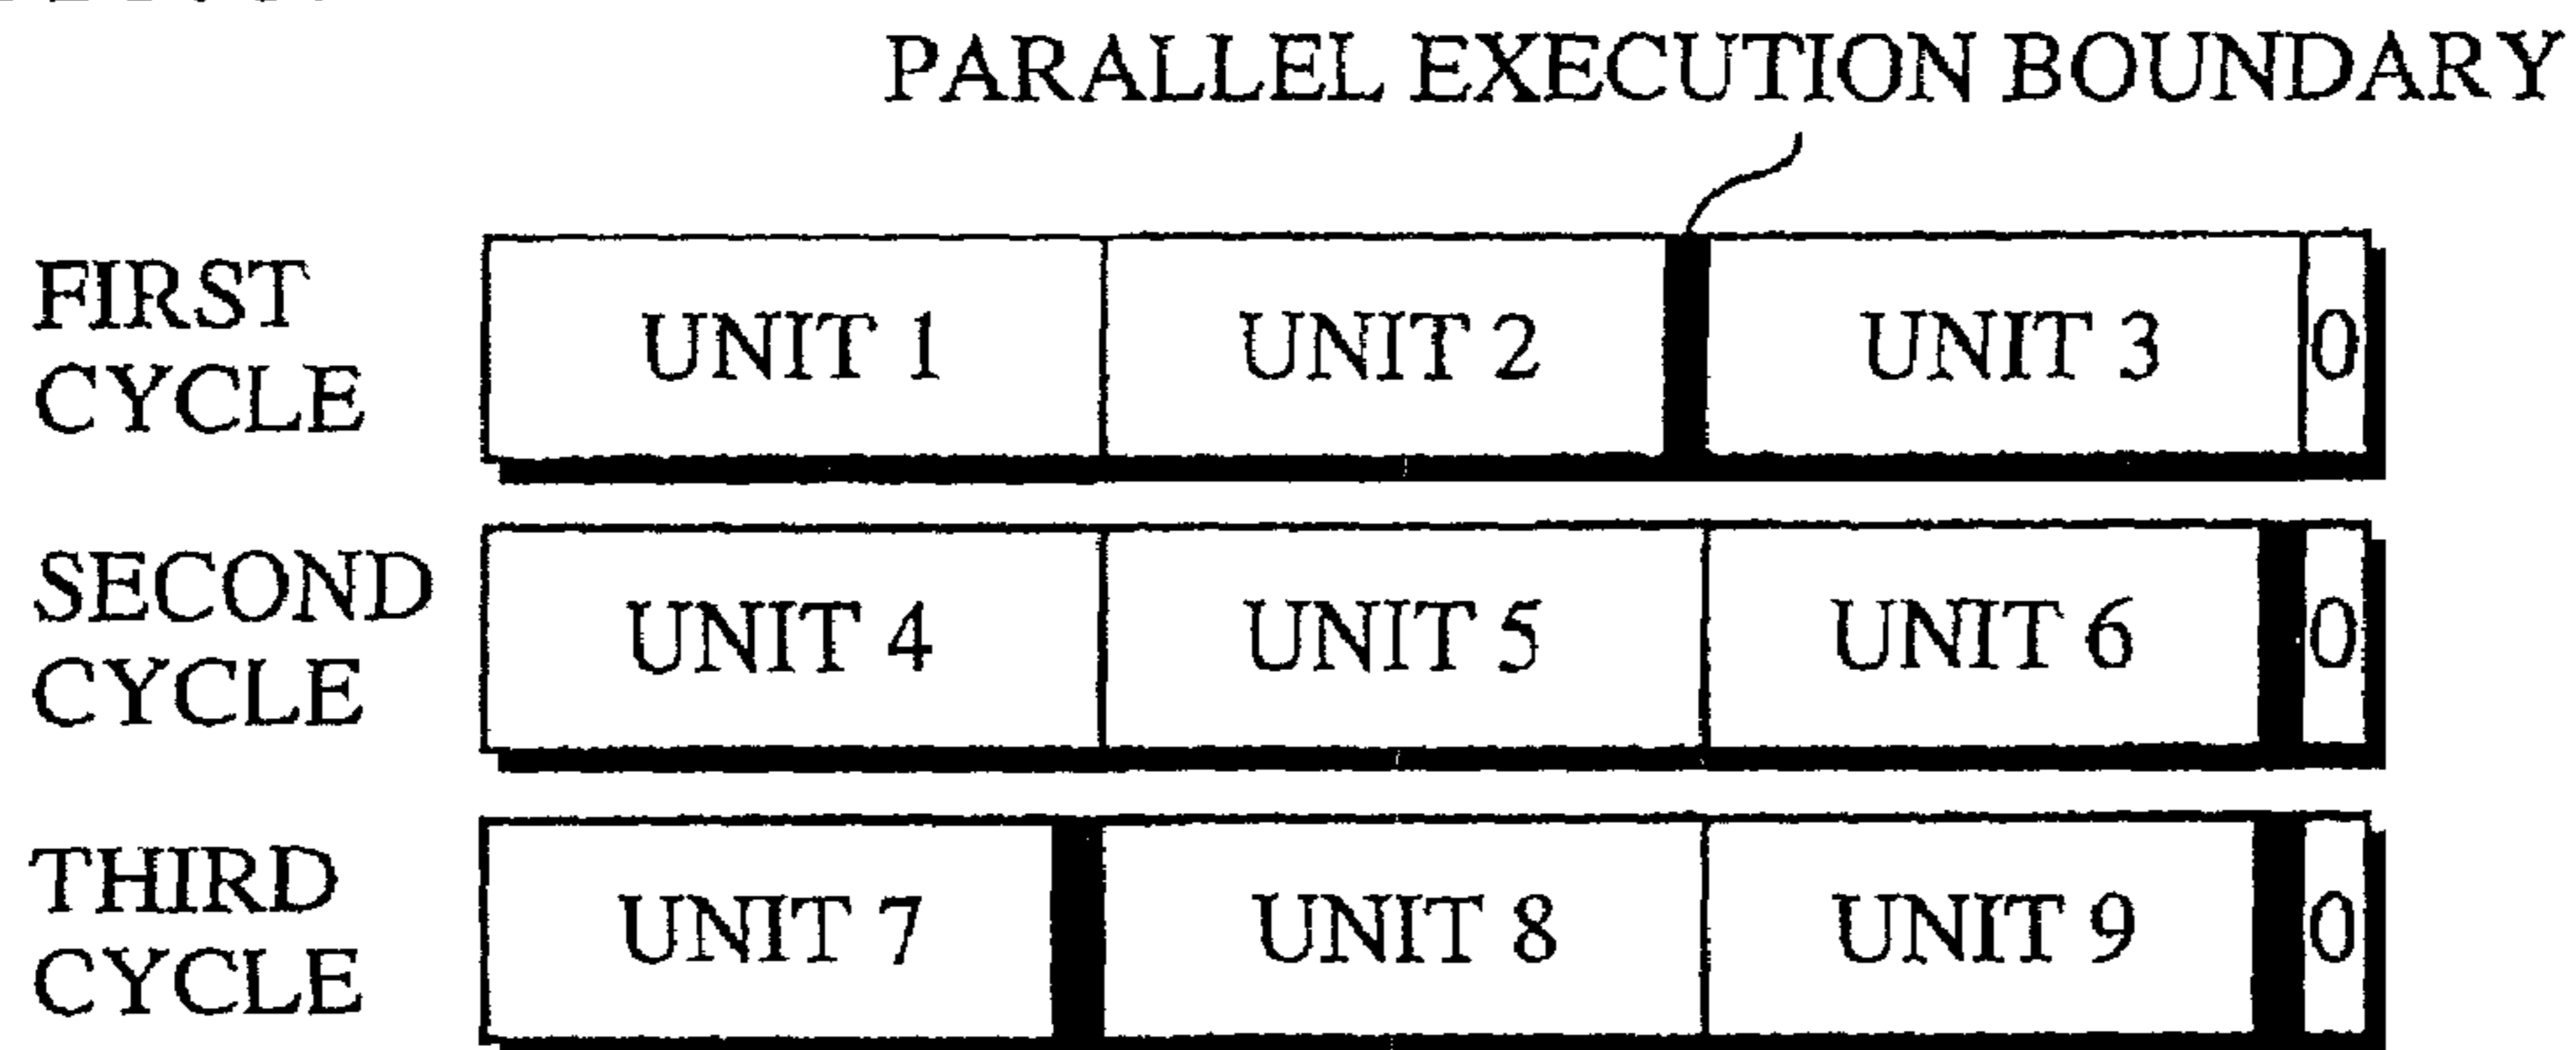 PARALLEL EXECUTION BOUNDARY
FIRST
CYCLE
UNIT 1
UNIT 2
UNIT 3
0
SECOND
CYCLE
UNIT 4
UNIT 5
UNIT 6
0
THIRD
CYCLE
UNIT 7
UNIT 8
UNIT 9
0